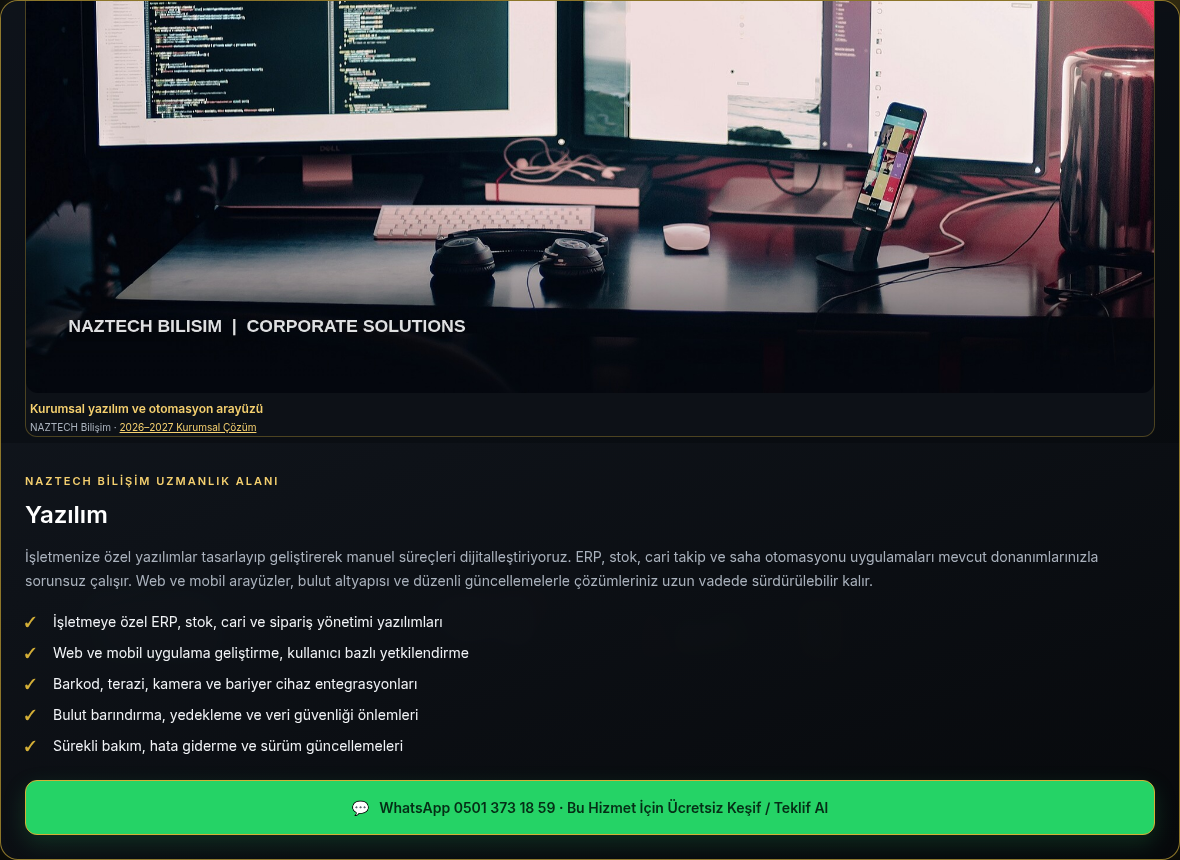 DELL
DELL
NAZTECH BILISIM | CORPORATE SOLUTIONS
Kurumsal yazılım ve otomasyon arayüzü
NAZTECH Bilişim · 2026–2027 Kurumsal Çözüm
NAZTECH BİLİŞİM UZMANLIK ALANI
Yazılım
İşletmenize özel yazılımlar tasarlayıp geliştirerek manuel süreçleri dijitalleştiriyoruz. ERP, stok, cari takip ve saha otomasyonu uygulamaları mevcut donanımlarınızla
sorunsuz çalışır. Web ve mobil arayüzler, bulut altyapısı ve düzenli güncellemelerle çözümleriniz uzun vadede sürdürülebilir kalır.
✓ İşletmeye özel ERP, stok, cari ve sipariş yönetimi yazılımları
✓ Web ve mobil uygulama geliştirme, kullanıcı bazlı yetkilendirme
✓ Barkod, terazi, kamera ve bariyer cihaz entegrasyonları
✓ Bulut barındırma, yedekleme ve veri güvenliği önlemleri
✓ Sürekli bakım, hata giderme ve sürüm güncellemeleri
💬 WhatsApp 0501 373 18 59 · Bu Hizmet İçin Ücretsiz Keşif / Teklif Al